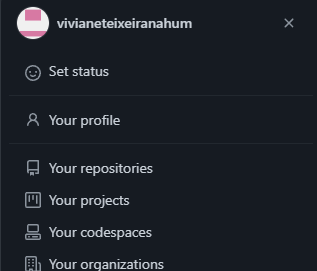 vivianeteixeiranahum
Set status
Your profile
Your repositories
Your projects
Your codespaces
Your organizations